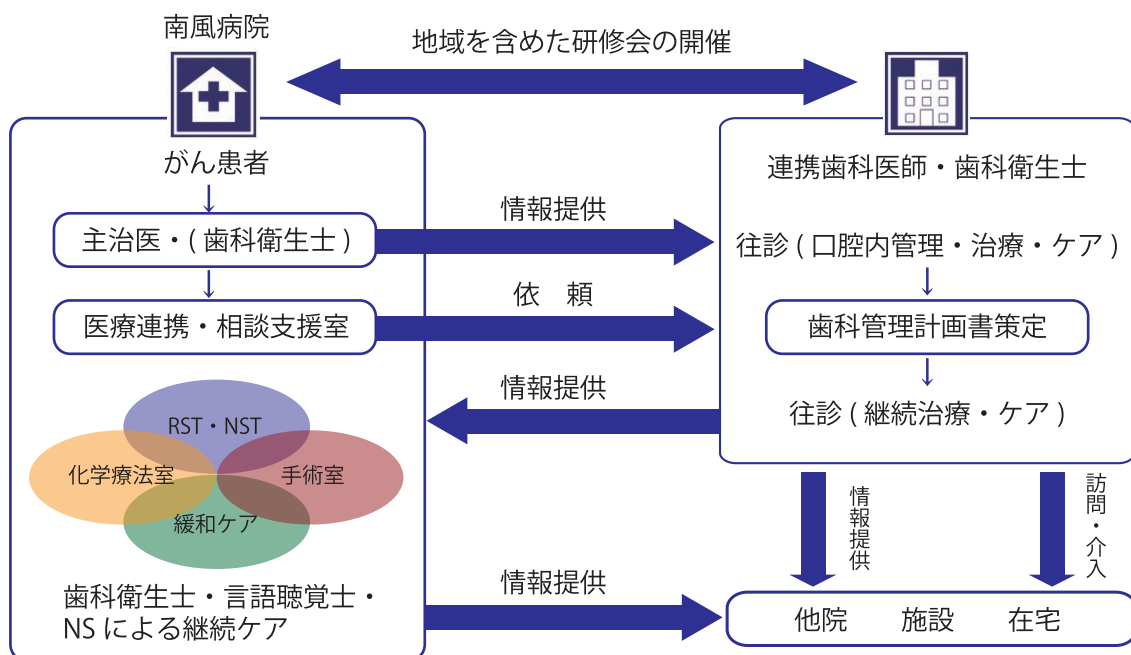 南風病院
地域を含めた研修会の開催
がん患者
主治医・( 歯科衛生士 )
医療連携・相談支援室
RST・NST
化学療法室
手術室
緩和ケア
歯科衛生士・言語聴覚士・
NS による継続ケア
情報提供
依　頼
情報提供
情報提供
連携歯科医師・歯科衛生士
往診 ( 口腔内管理・治療・ケア )
歯科管理計画書策定
往診 ( 継続治療・ケア )
情報提供
訪問・介入
他院　　施設　　在宅